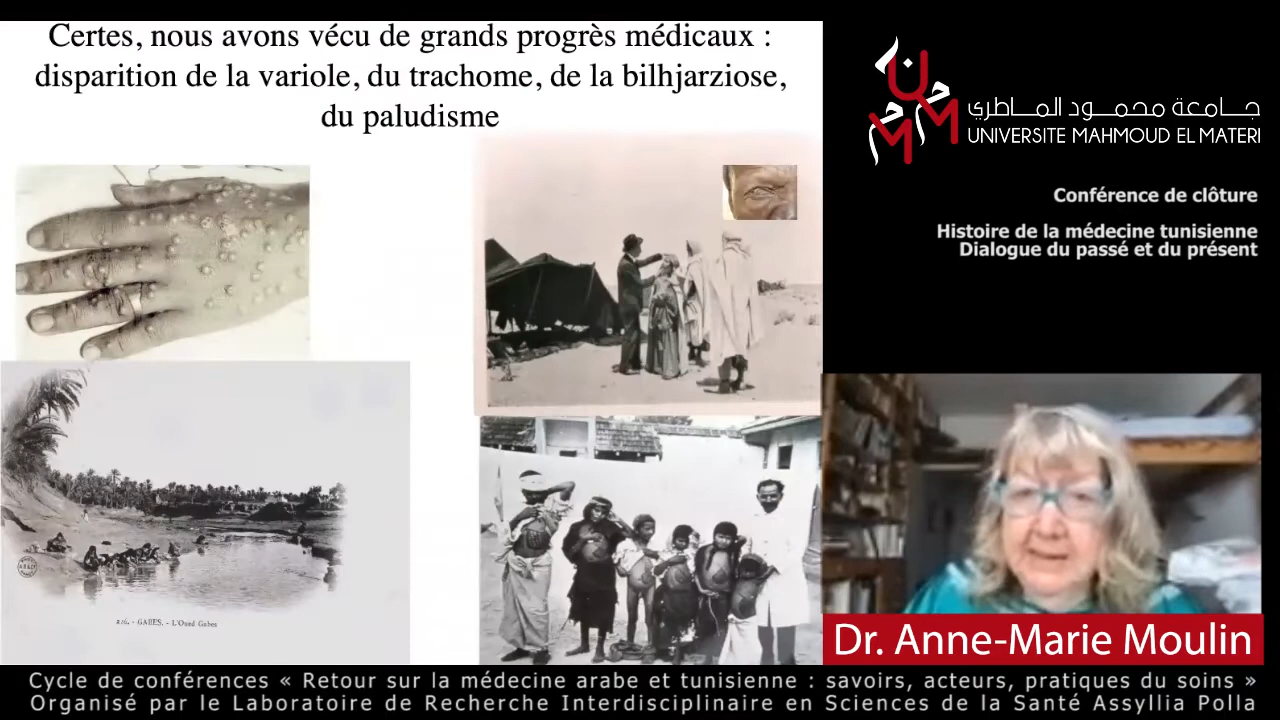 Certes, nous avons vécu de grands progrès médicaux :
disparition de la variole, du trachome, de la bilhjarziose,
du paludisme
جامعة محمود الماطري
UNIVERSITE MAHMOUD EL MATERI
Conférence de clôture
Histoire de la médecine tunisienne
Dialogue du passé et du présent
GABÈS. - L'Oued Gabès
Dr. Anne-Marie Moulin
Cycle de conférences « Retour sur la médecine arabe et tunisienne : savoirs, acteurs, pratiques du soins »
Organisé par le Laboratoire de Recherche Interdisciplinaire en Sciences de la Santé Assyllia Polla